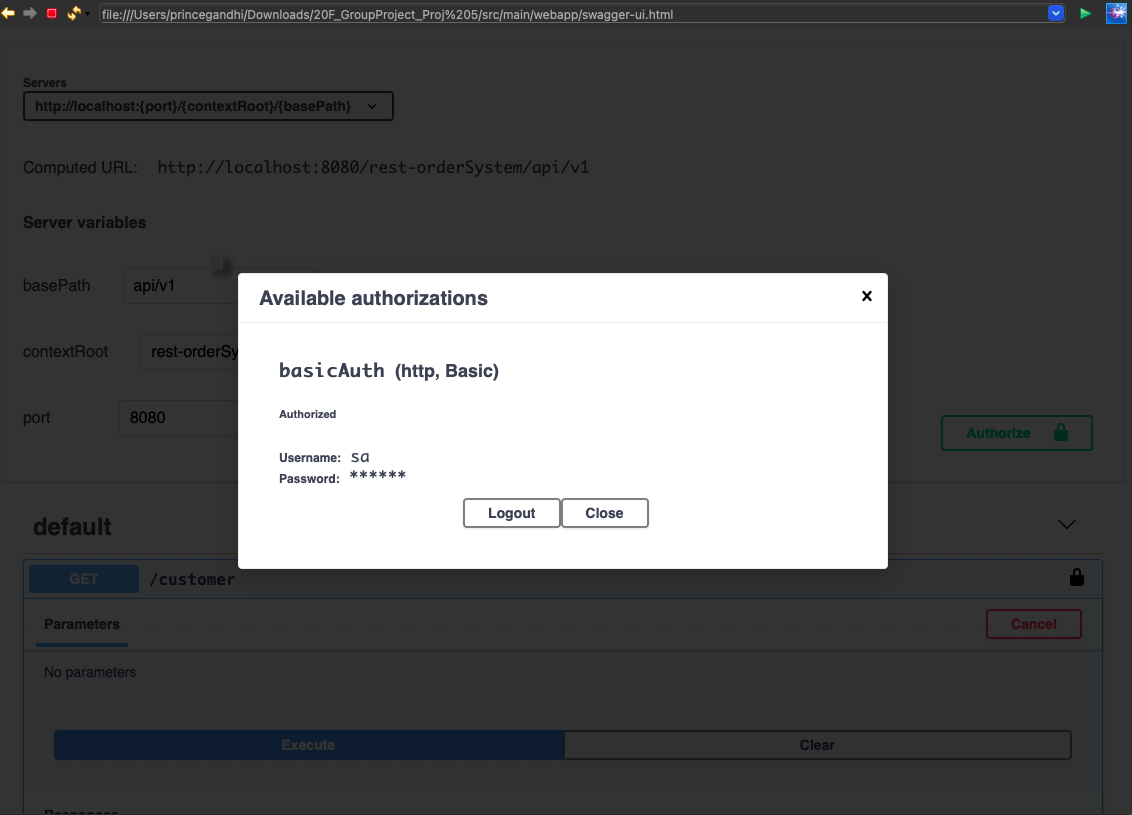 file:///Users/princegandhi/Downloads/20F_GroupProject_Proj%205/src/main/webapp/swagger-ui.html
Servers
http://localhost:{port}/{contextRoot}/{basePath}
Computed URL: http://localhost:8080/rest-orderSystem/api/v1
Server variables
basePath api/v1
Available authorizations
contextRoot rest-orderSy
basicAuth (http, Basic)
Authorized
port 8080
Authorize
Username: sa
Password: ******
Logout Close
default
GET /customer
Parameters Cancel
No parameters
Execute Clear
Responses